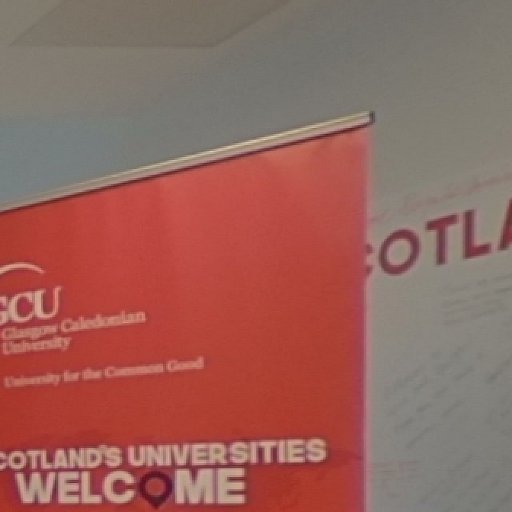 GCU
Glasgow Caledonian
University
University for the Common Good
COTLAND'S UNIVERSITIES
WELCOME
COTLA